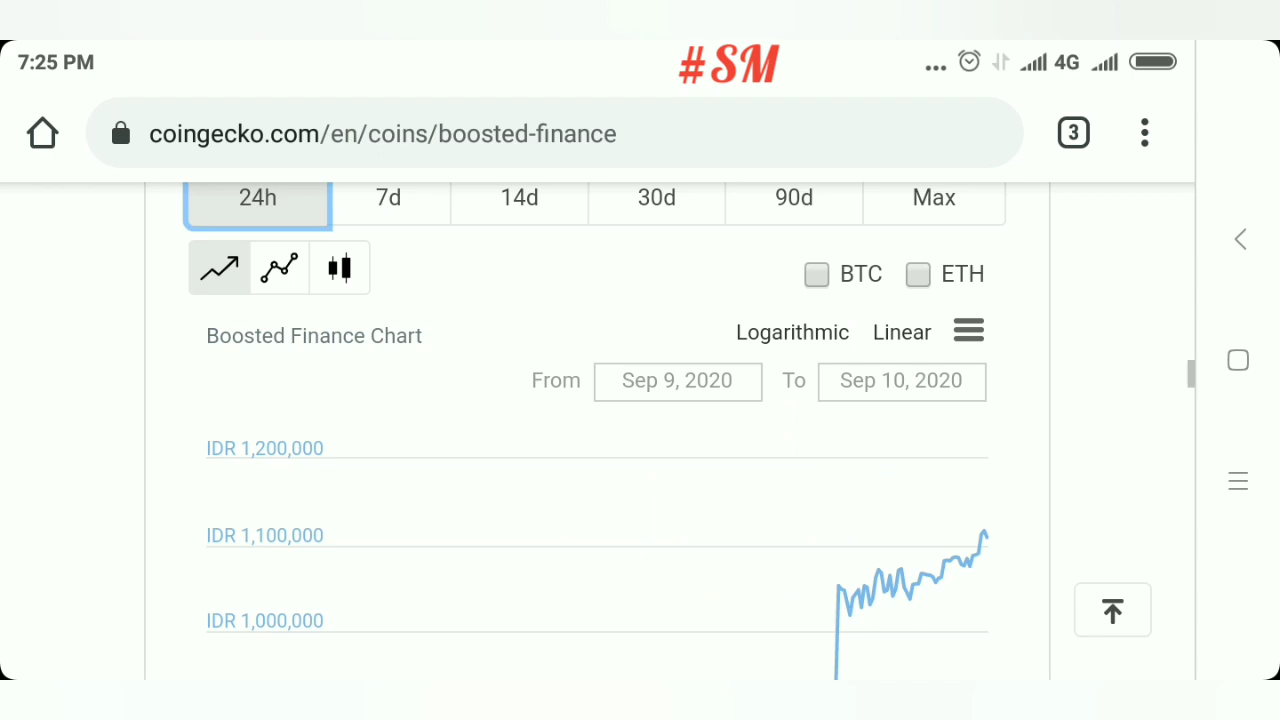 7:25 PM
#SM
4G
coingecko.com/en/coins/boosted-finance
3
24h 7d 14d 30d 90d Max
BTC ETH
Boosted Finance Chart
Logarithmic Linear
From Sep 9, 2020 To Sep 10, 2020
IDR 1,200,000
IDR 1,100,000
IDR 1,000,000